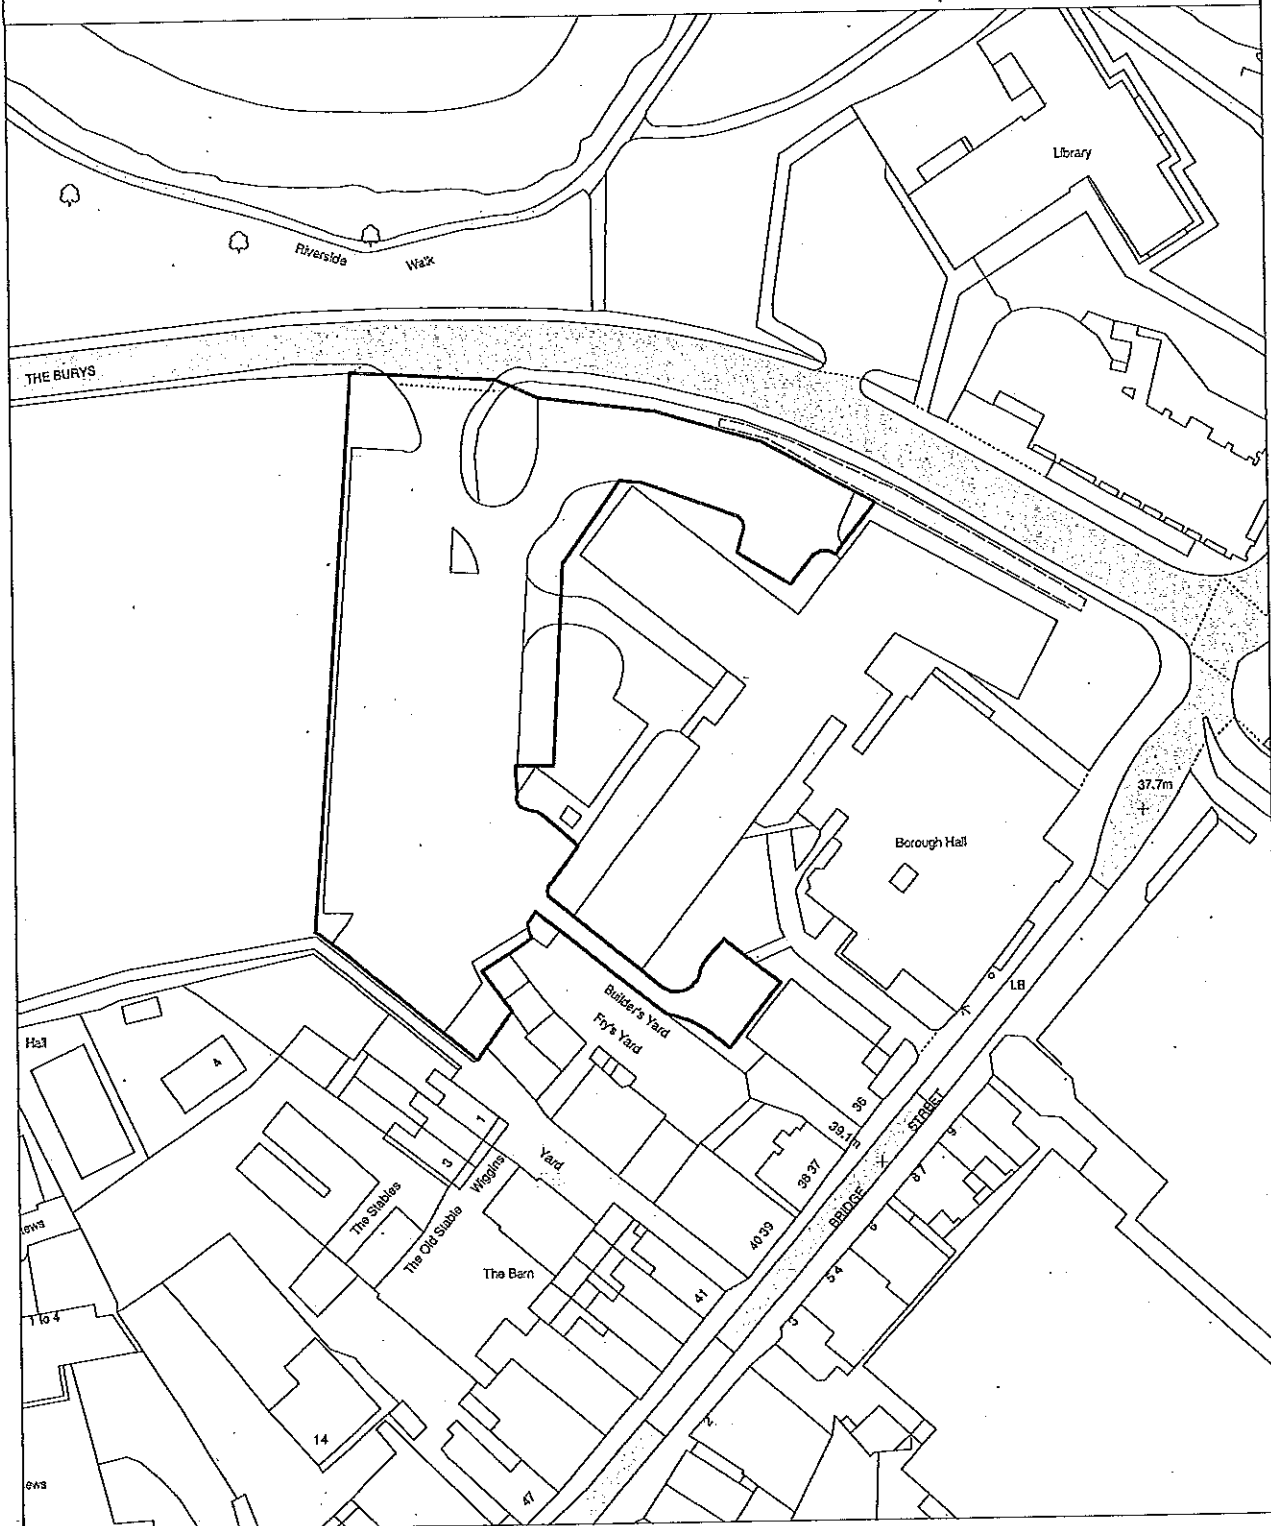 Library
Riverside Walk
THE BURYS
37.7m
Borough Hall
LB
Builder's Yard
Fry's Yard
Hall
4
36
STREET
39.1m
9
1
3
Yard
Wiggins
38 37
8 7
The Stables
The Old Stable
BRIDGE
6
40 39
The Barn
5 4
41
1 to 4
3
2
14
47